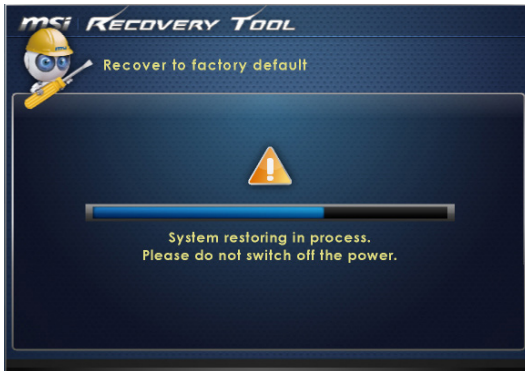 msi RECOVERY TOOL
Recover to factory default
System restoring in process.
Please do not switch off the power.